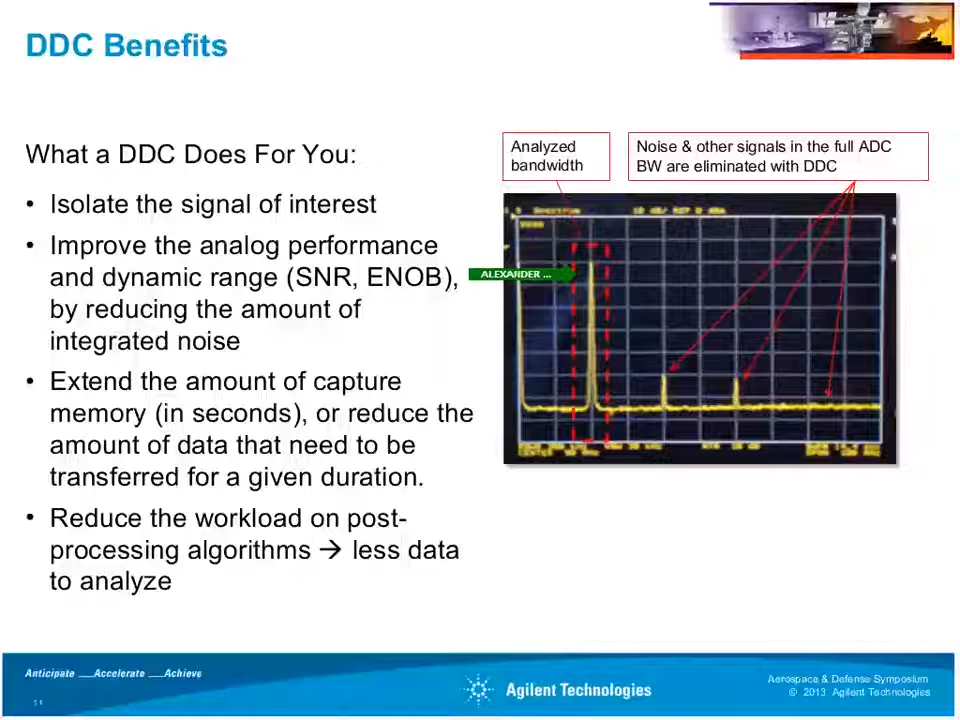 DDC Benefits
What a DDC Does For You:
• Isolate the signal of interest
• Improve the analog performance
and dynamic range (SNR, ENOB),
by reducing the amount of
integrated noise
• Extend the amount of capture
memory (in seconds), or reduce the
amount of data that need to be
transferred for a given duration.
• Reduce the workload on post-
processing algorithms → less data
to analyze
Analyzed
bandwidth
Noise & other signals in the full ADC
BW are eliminated with DDC
ALEXANDER ...
Anticipate ___Accelerate ___Achieve
Agilent Technologies
Aerospace & Defense Symposium
© 2013 Agilent Technologies